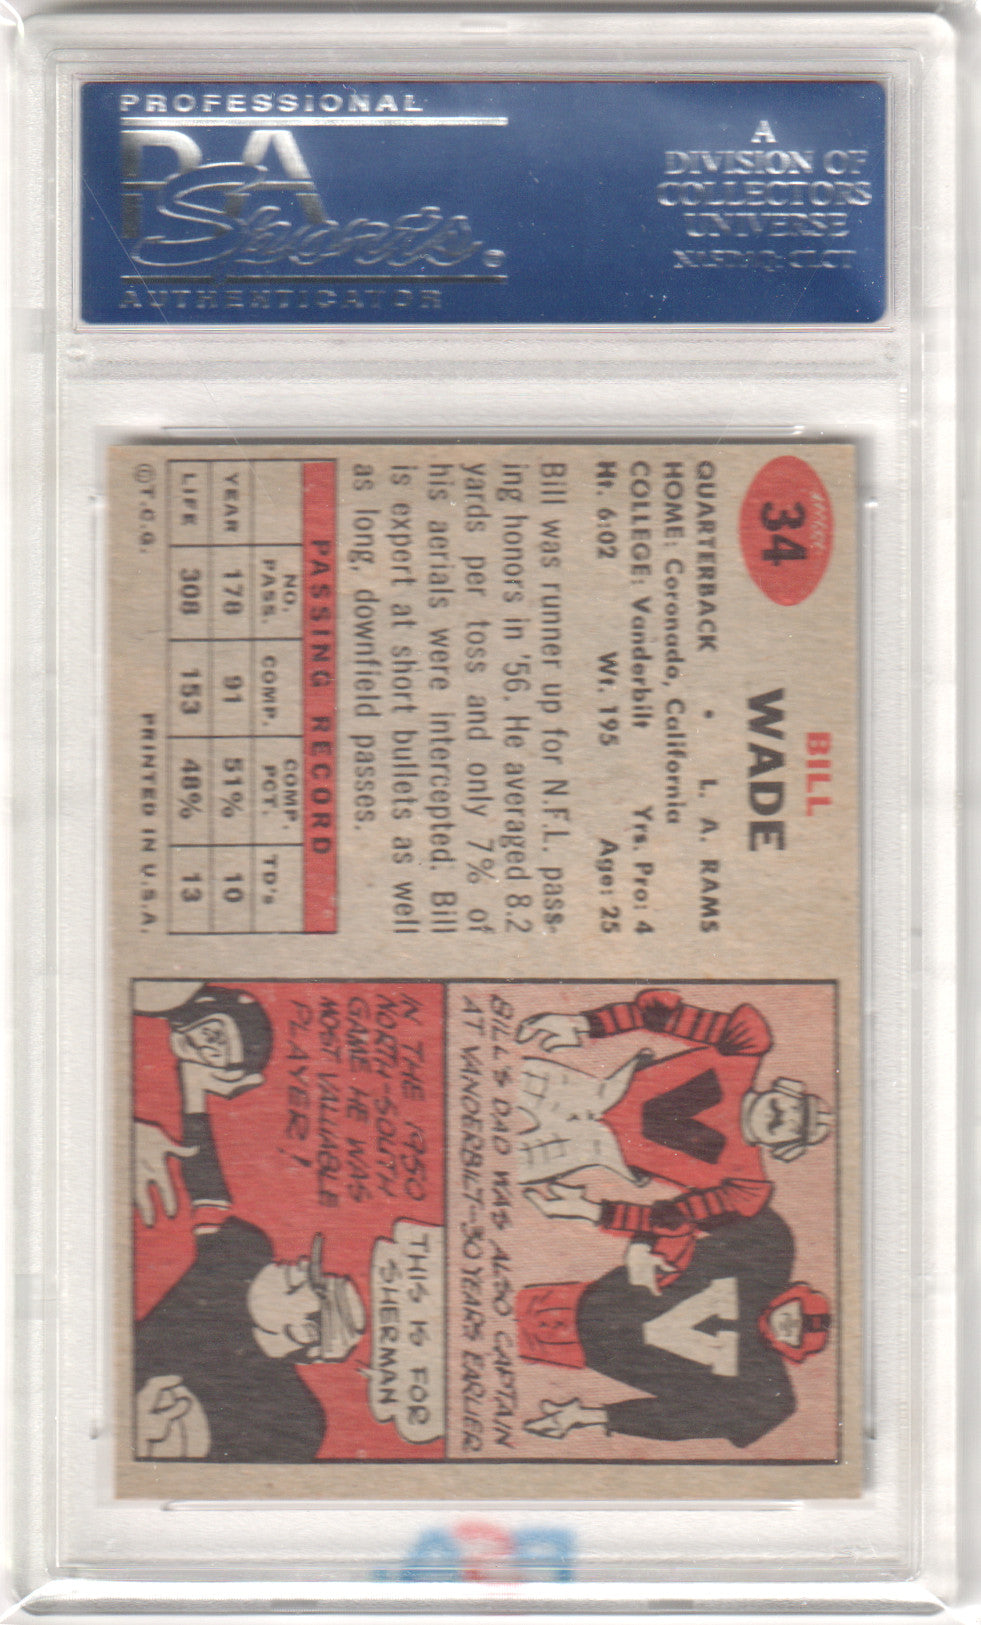 PROFESSIONAL
PSA
Sports
AUTHENTICATOR
A
DIVISION OF
COLLECTORS
UNIVERSE
NASDAQ: CLCT
34
BILL
WADE
QUARTERBACK • L. A. RAMS
HOME: Coronado, California
COLLEGE: Vanderbilt Yrs. Pro: 4
Ht. 6:02 Wt. 195 Age: 25
Bill was runner up for N.F.L. pass-
ing honors in '56. He averaged 8.2
yards per toss and only 7% of
his aerials were intercepted. Bill
is expert at short bullets as well
as long, downfield passes.
PASSING RECORD
NO. PASS. COMP. COMP. PCT. TD's
YEAR 178 91 51% 10
LIFE 308 153 48% 13
©T.C.G. PRINTED IN U.S.A.
V
V
BILL'S DAD WAS ALSO CAPTAIN
AT VANDERBILT-30 YEARS EARLIER
IN THE 1950
NORTH-SOUTH
GAME HE WAS
MOST VALUABLE
PLAYER!
THIS IS FOR
SHERMAN